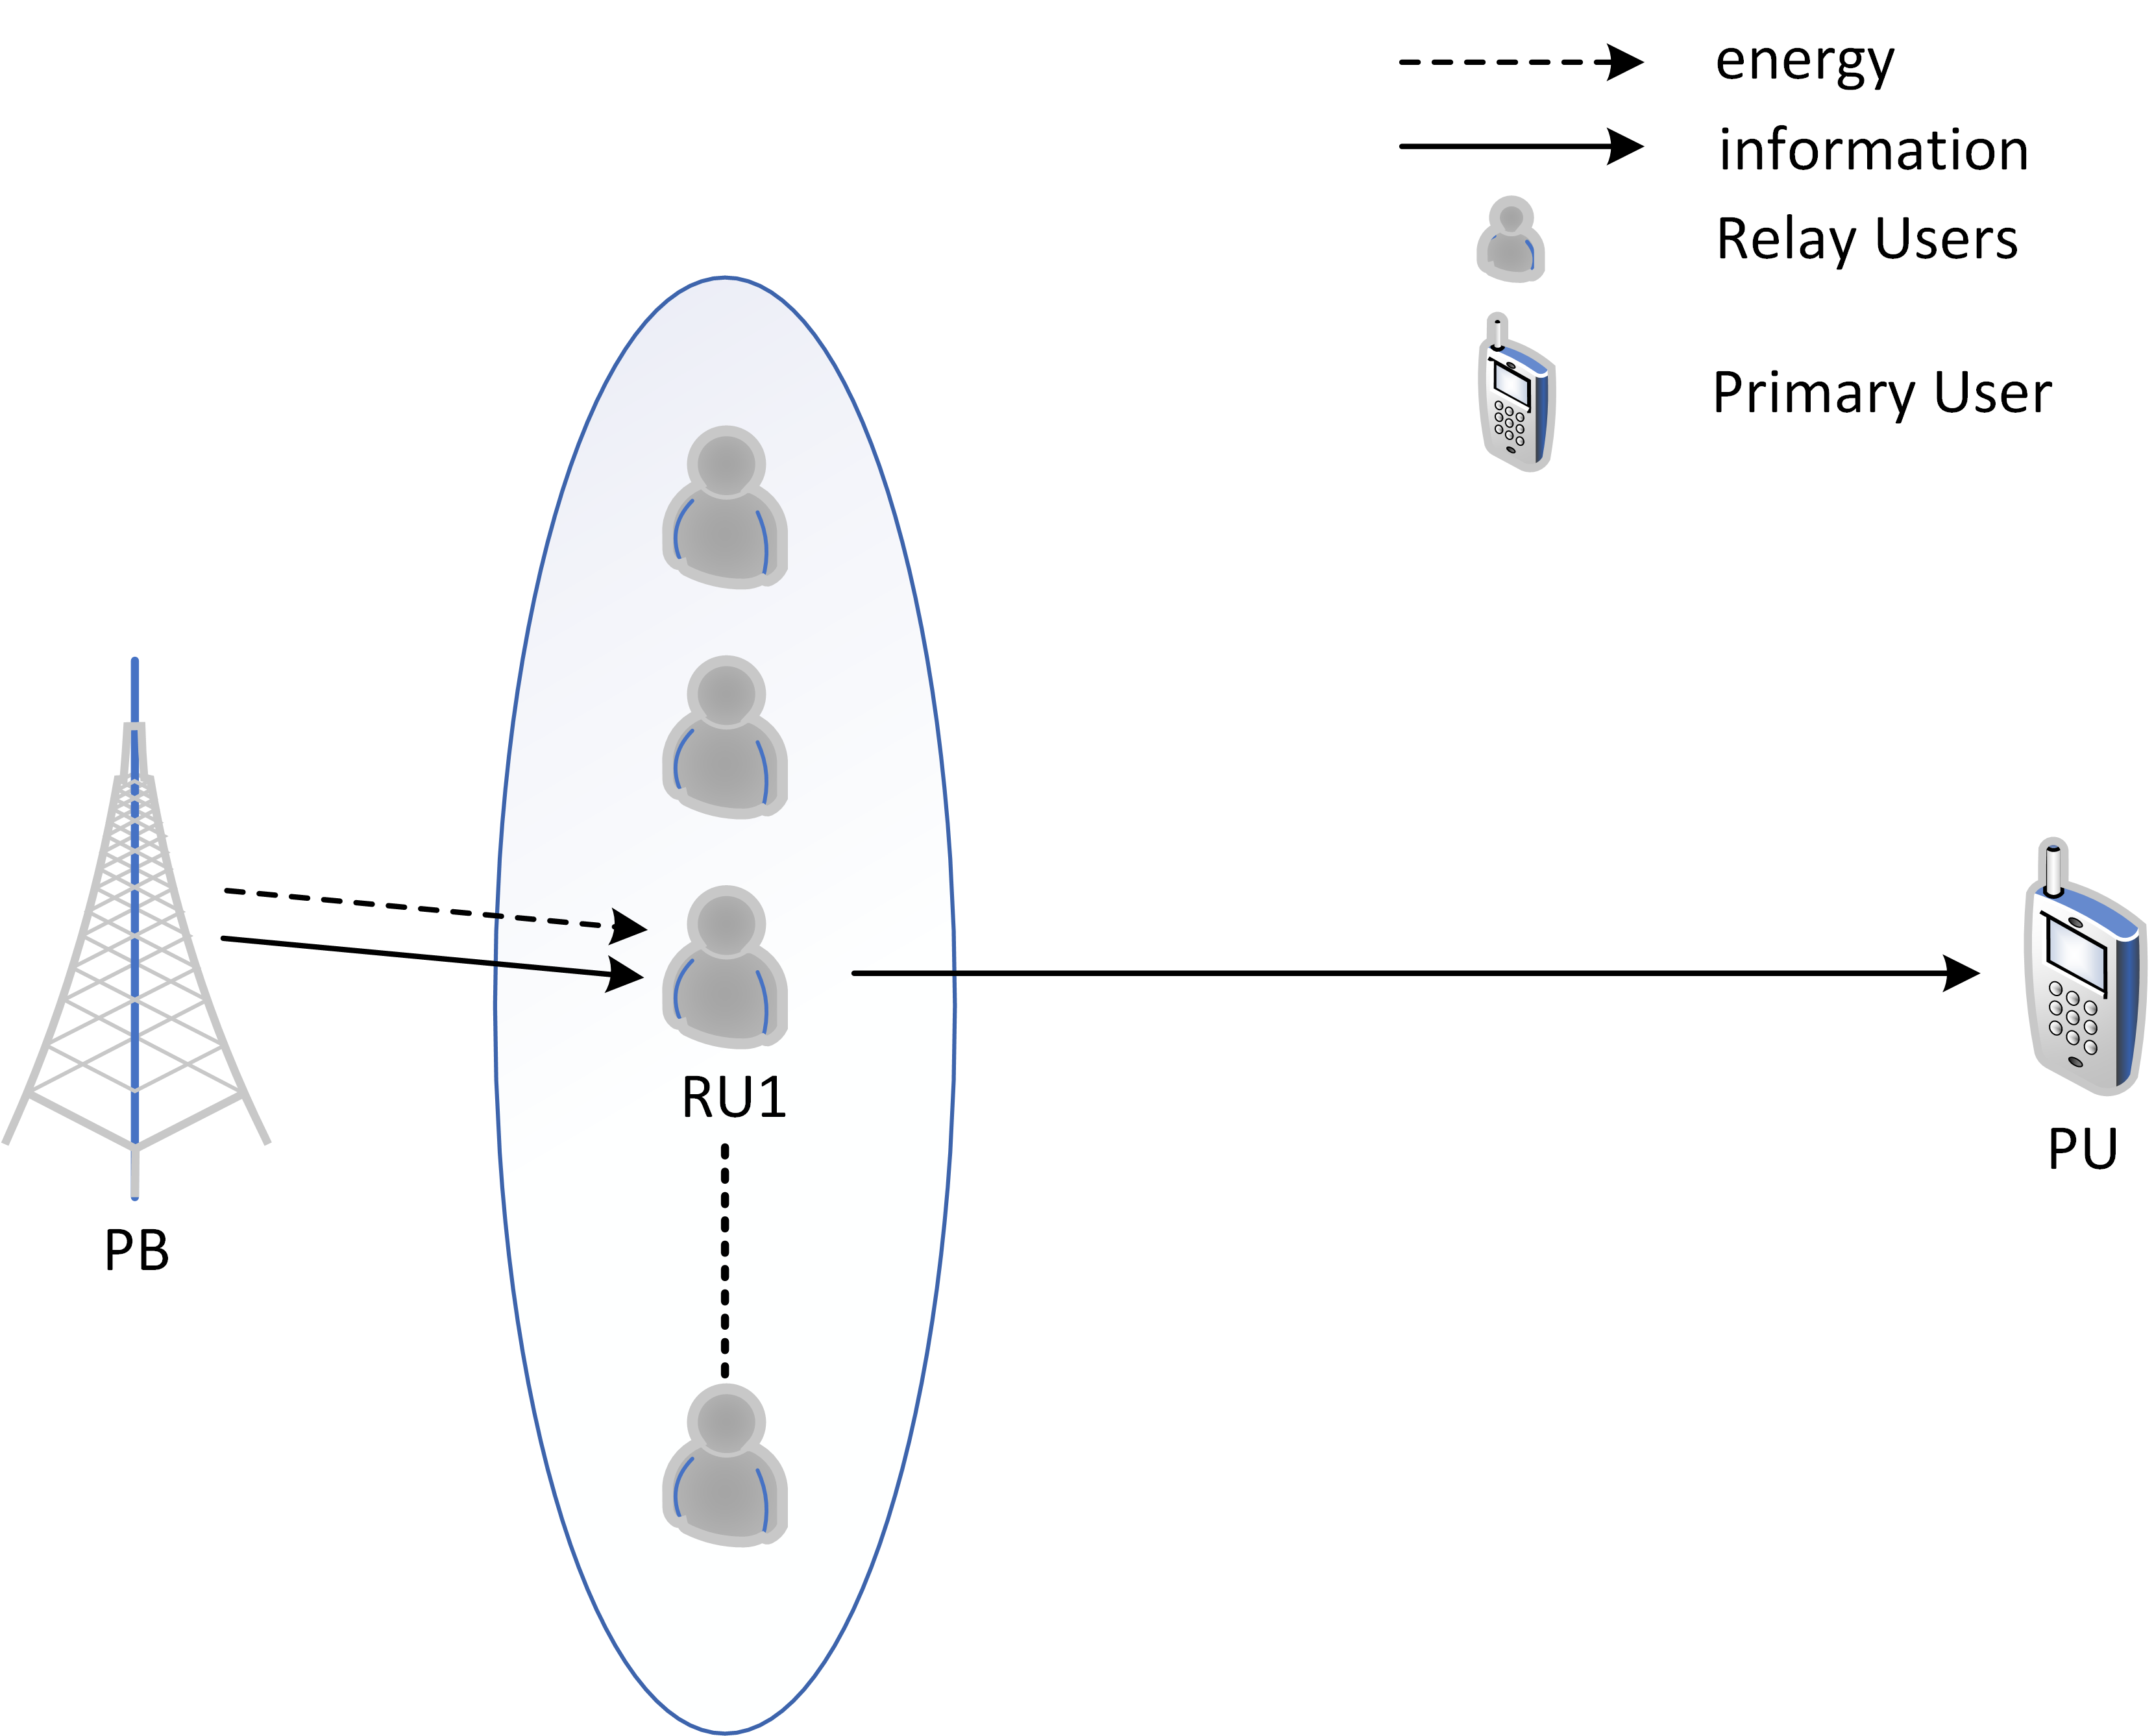 energy
information
Relay Users
Primary User
RU1
PU
PB